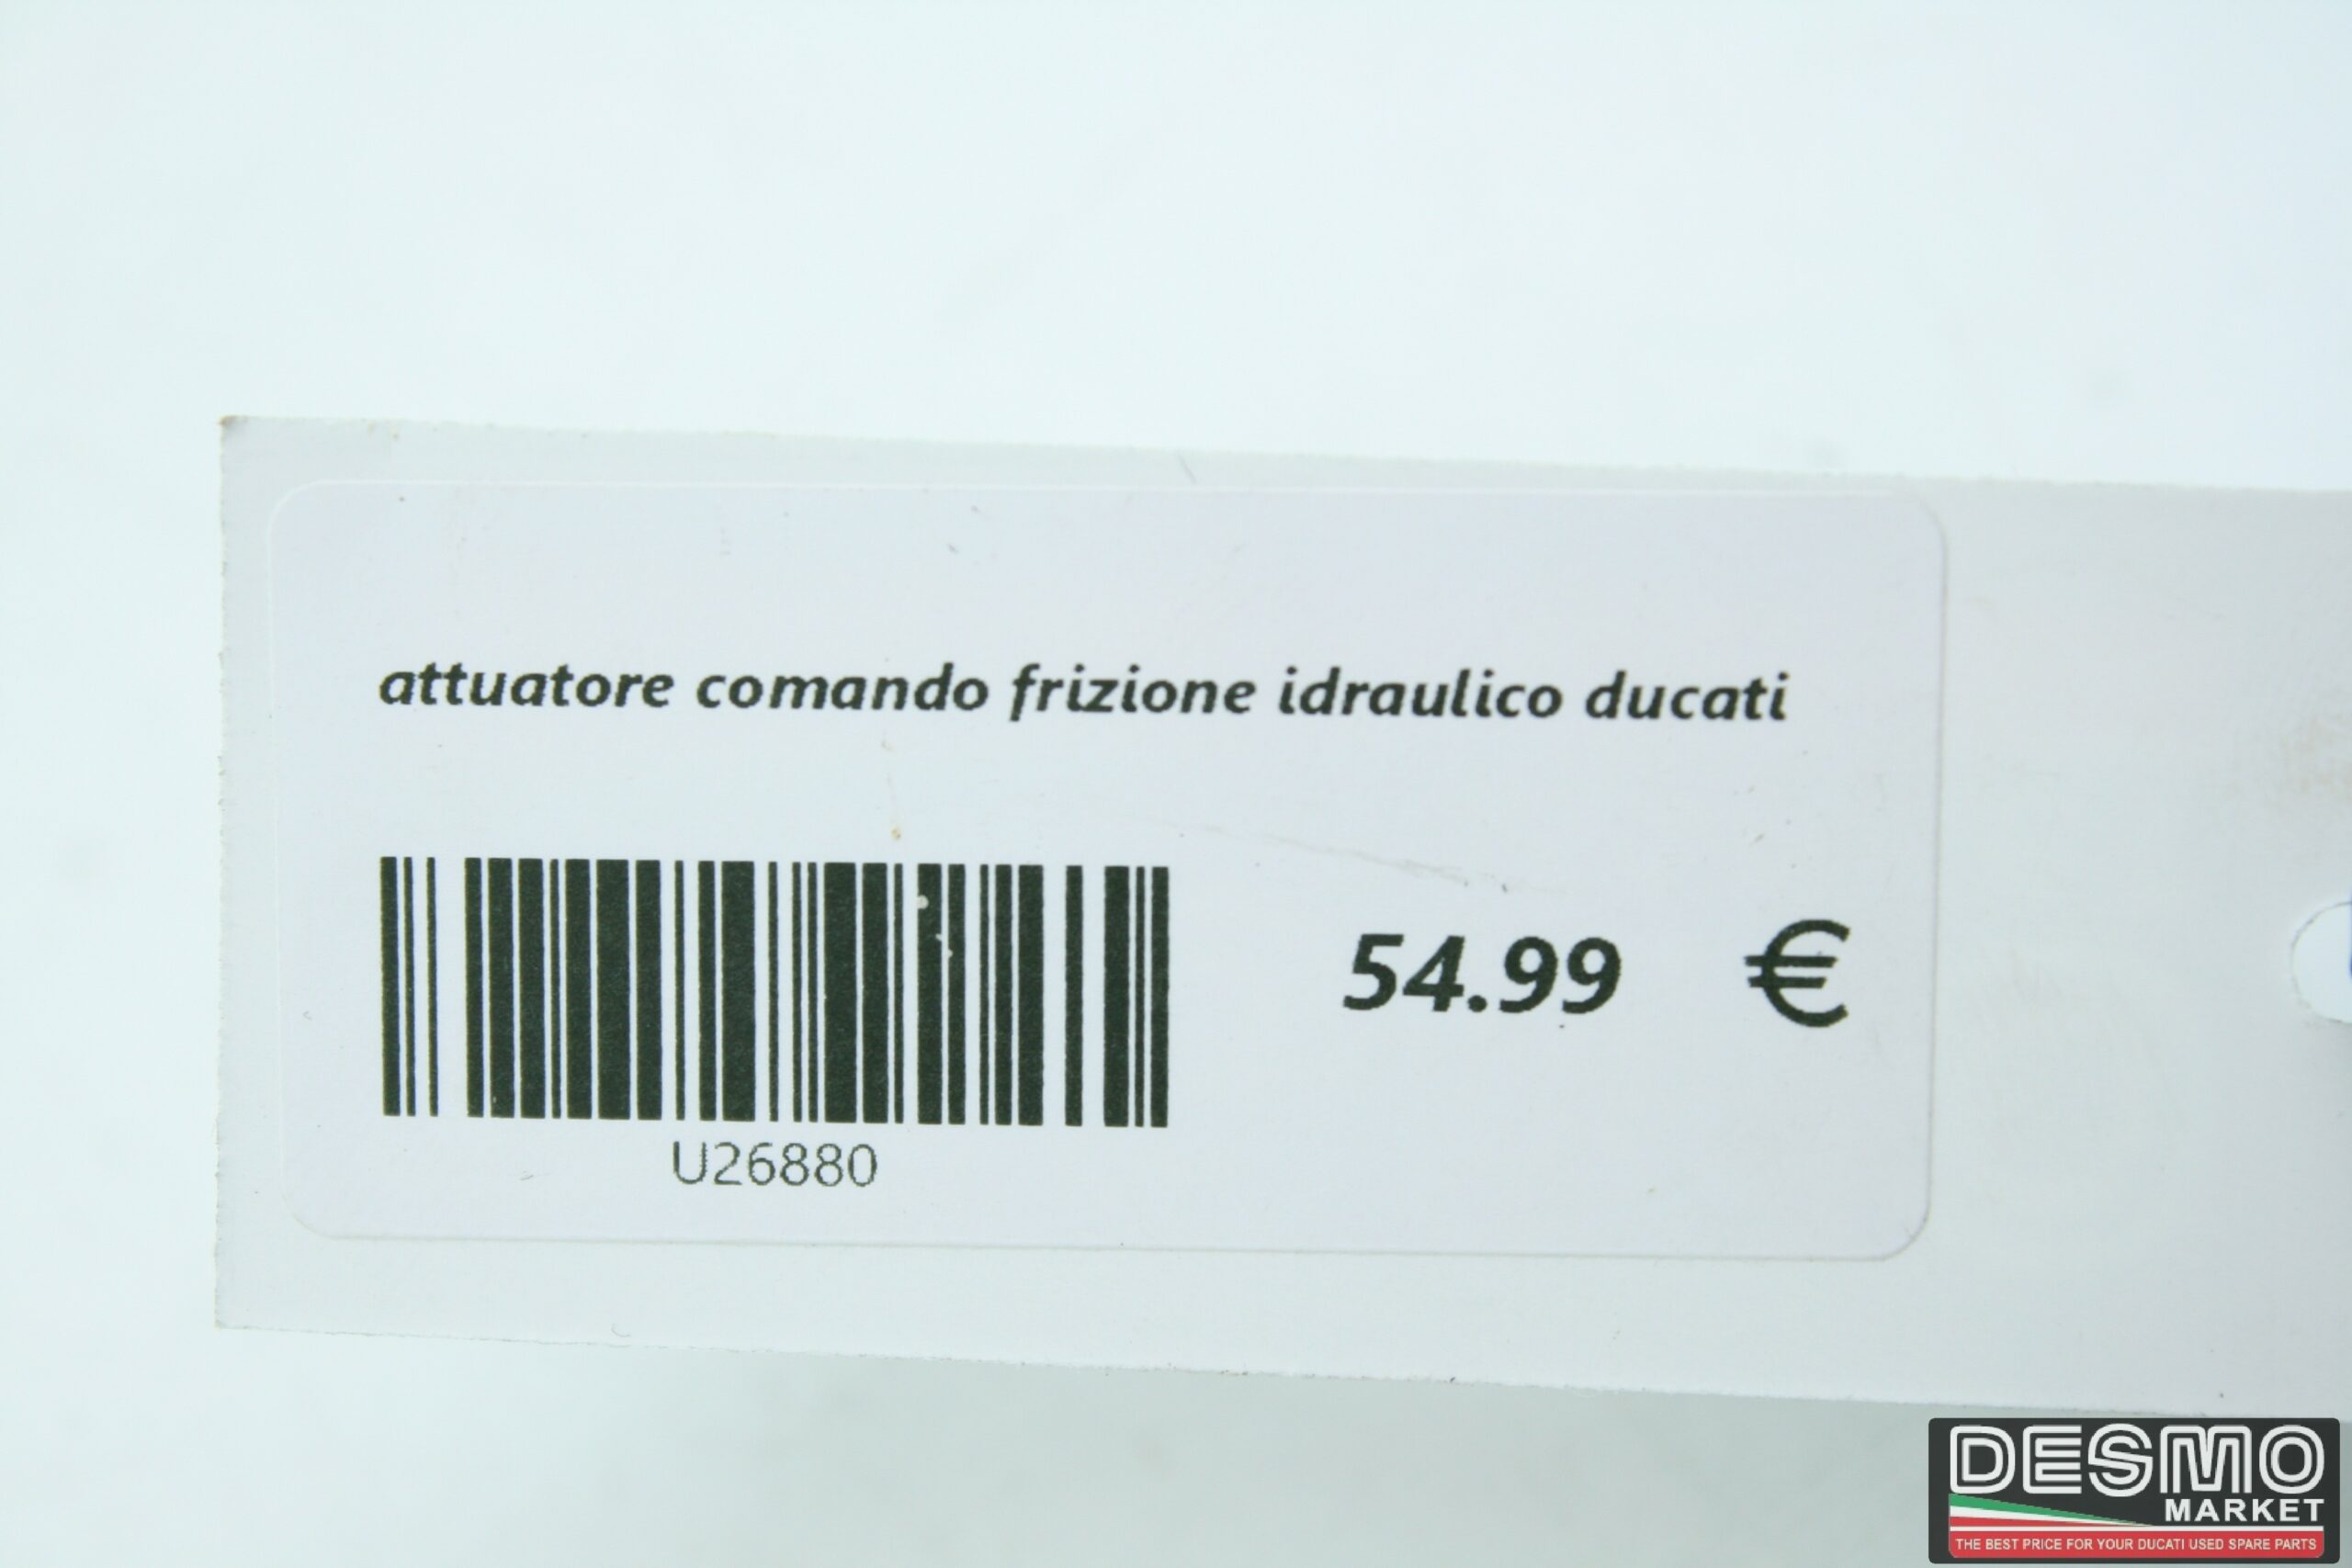 attuatore comando frizione idraulico ducati
54.99 €
U26880
DESMO
MARKET
THE BEST PRICE FOR YOUR DUCATI USED SPARE PARTS